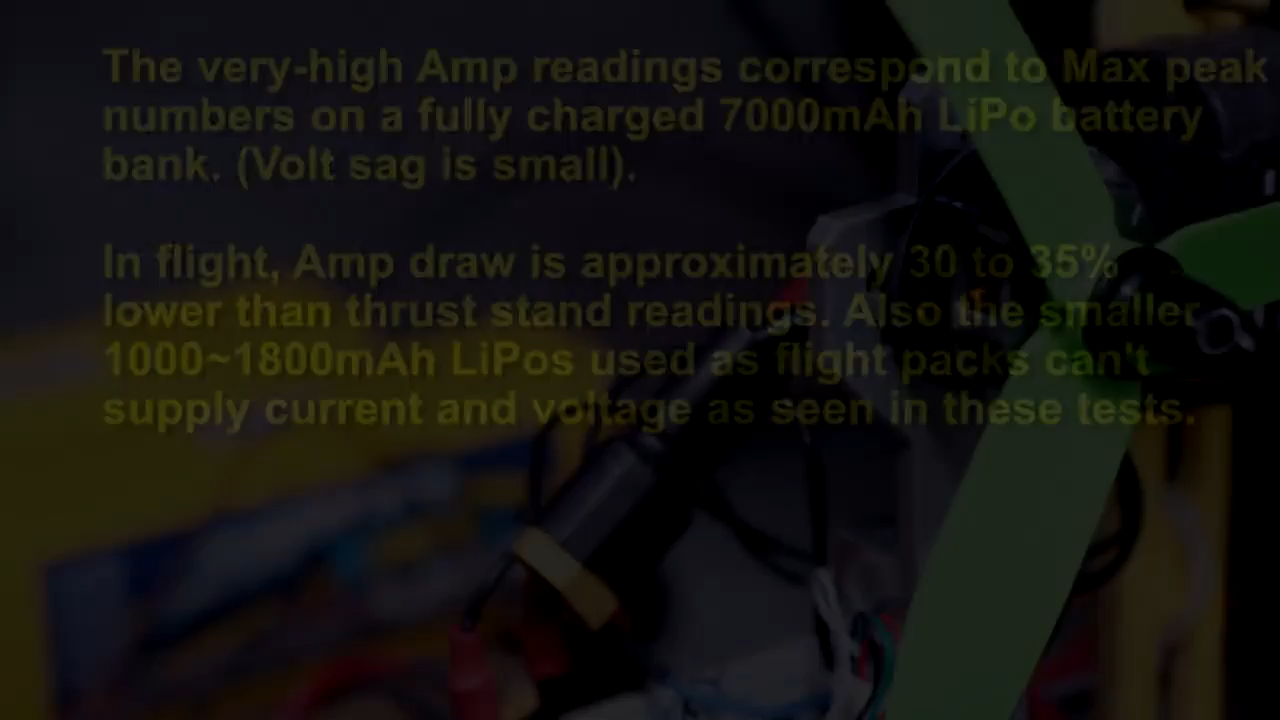 The very-high Amp readings correspond to Max peak
numbers on a fully charged 7000mAh LiPo battery
bank. (Volt sag is small).
In flight, Amp draw is approximately 30 to 35%
lower than thrust stand readings. Also the smaller
1000~1800mAh LiPos used as flight packs can't
supply current and voltage as seen in these tests.